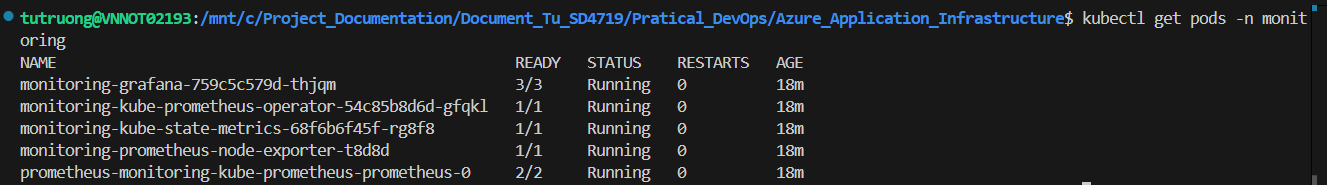 tutruong@VNNOT02193:/mnt/c/Project_Documentation/Document_Tu_SD4719/Pratical_DevOps/Azure_Application_Infrastructure$ kubectl get pods -n monit
oring
NAME READY STATUS RESTARTS AGE
monitoring-grafana-759c5c579d-thjqm 3/3 Running 0 18m
monitoring-kube-prometheus-operator-54c85b8d6d-gfqkl 1/1 Running 0 18m
monitoring-kube-state-metrics-68f6b6f45f-rg8f8 1/1 Running 0 18m
monitoring-prometheus-node-exporter-t8d8d 1/1 Running 0 18m
prometheus-monitoring-kube-prometheus-prometheus-0 2/2 Running 0 18m